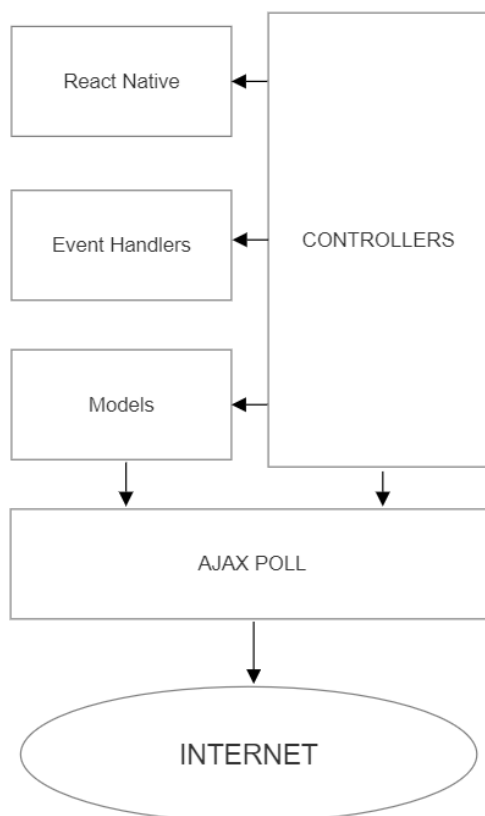 React Native
CONTROLLERS
Event Handlers
Models
AJAX POLL
INTERNET